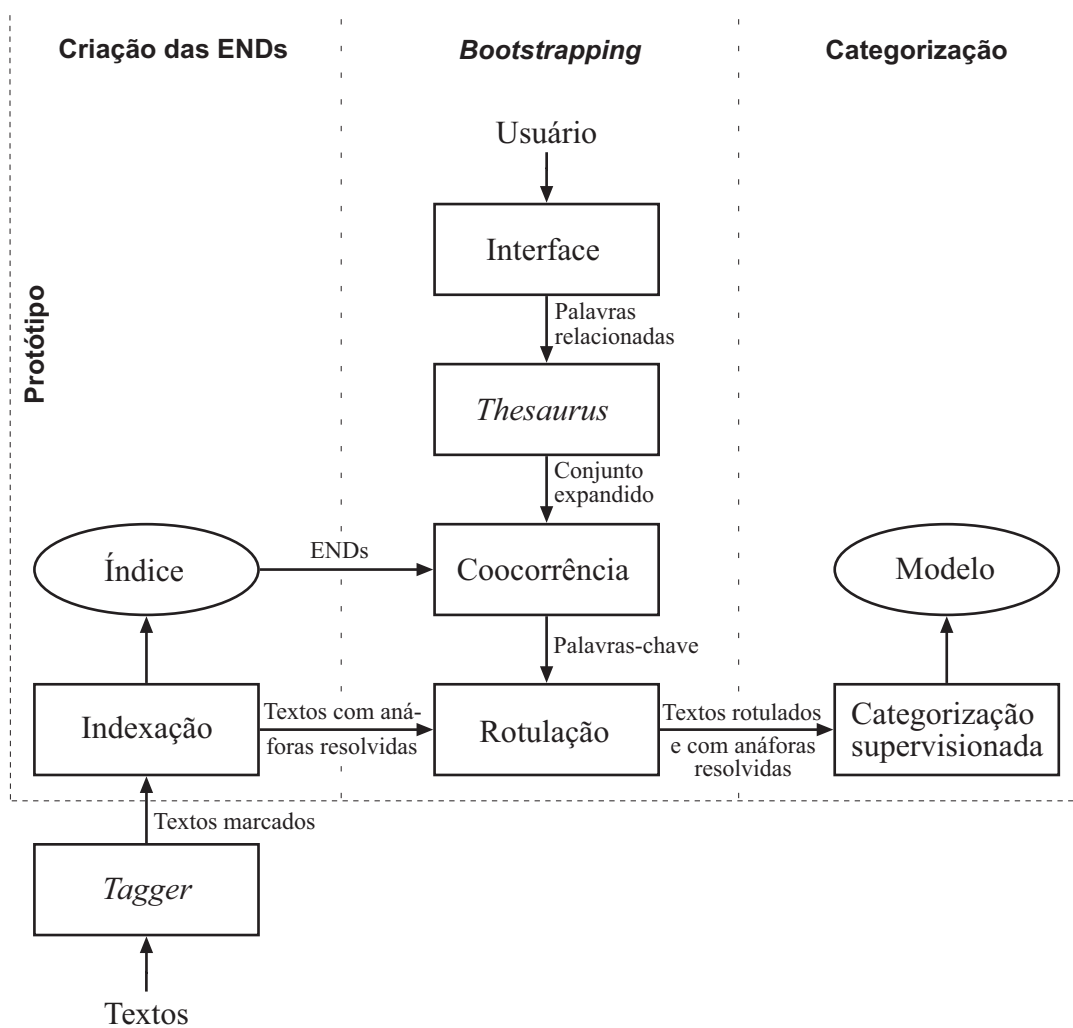 Criação das ENDs
Bootstrapping
Categorização
Protótipo
Usuário
Interface
Palavras
relacionadas
Thesaurus
Conjunto
expandido
Índice
ENDs
Coocorrência
Modelo
Palavras-chave
Indexação
Textos com aná-
foras resolvidas
Rotulação
Textos rotulados
e com anáforas
resolvidas
Categorização
supervisionada
Textos marcados
Tagger
Textos